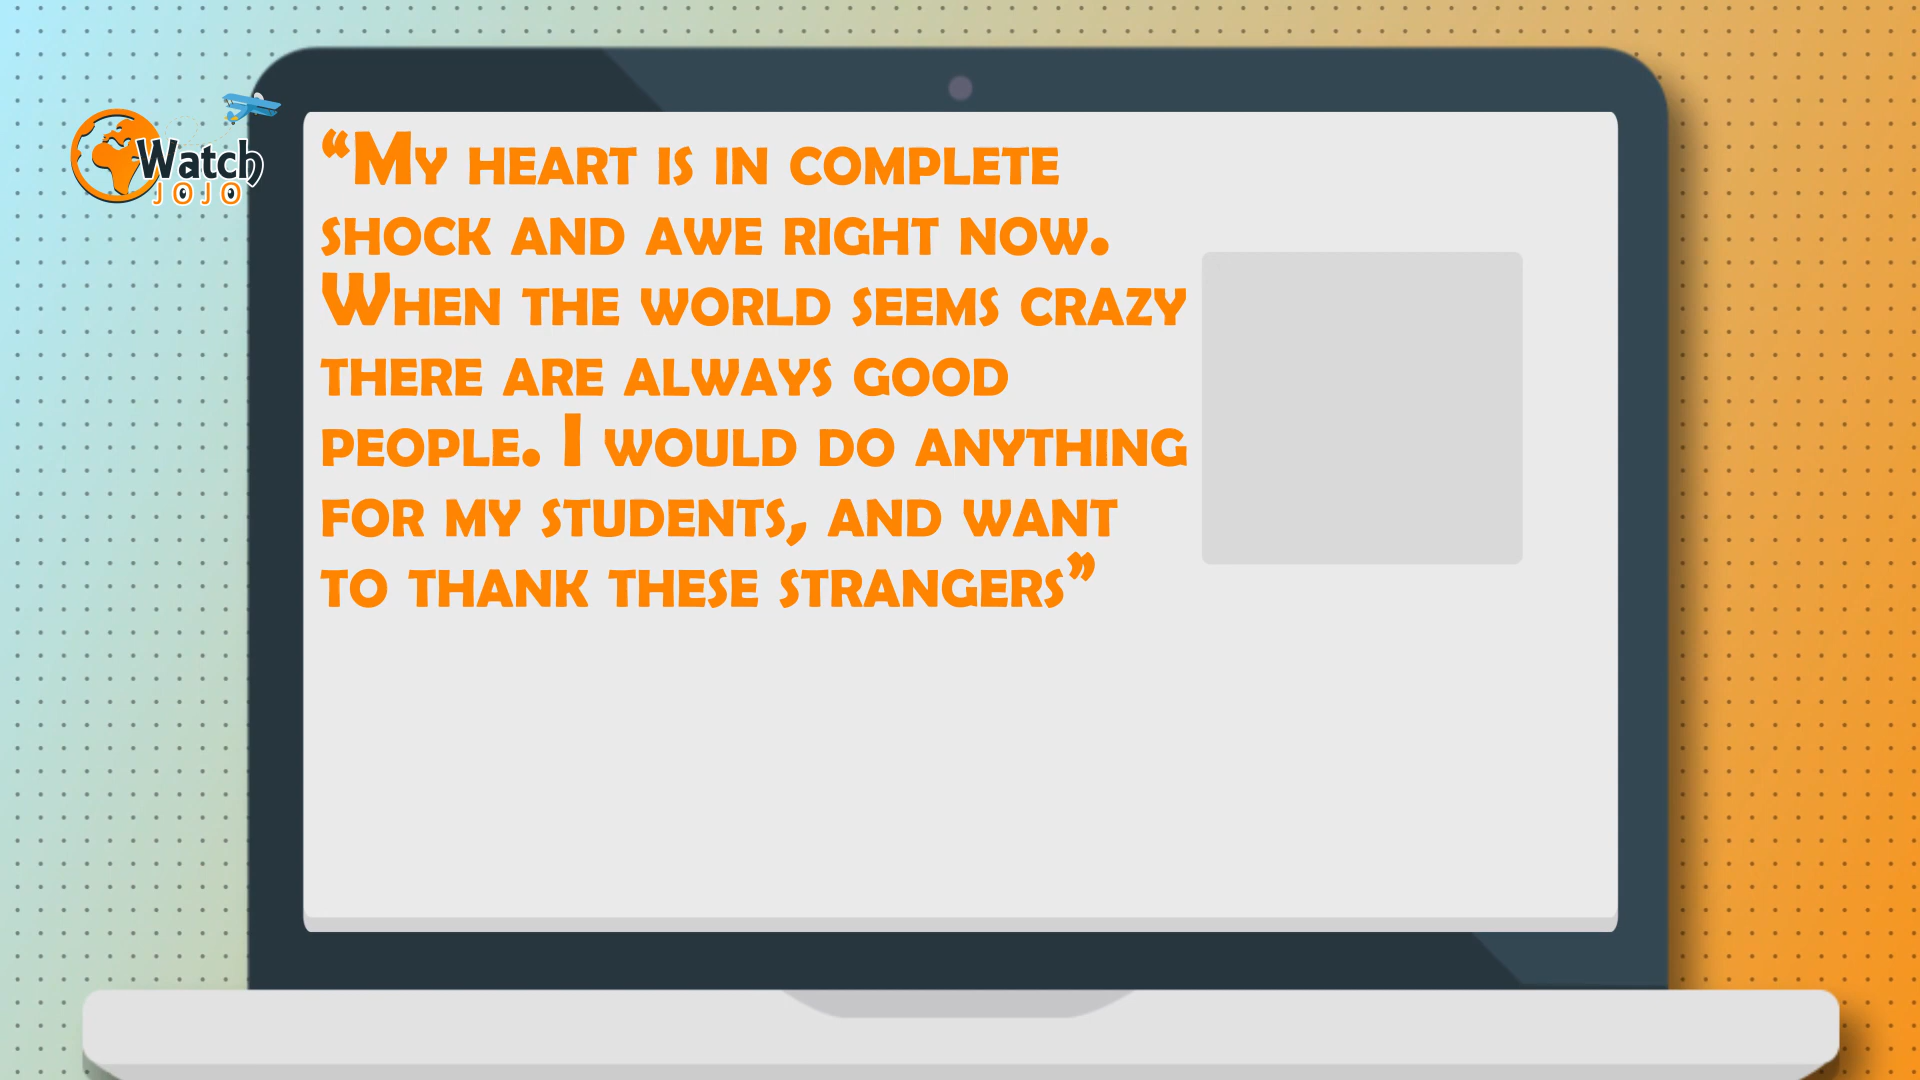 Watch
JOJO
“My heart is in complete
shock and awe right now.
When the world seems crazy
there are always good
people. I would do anything
for my students, and want
to thank these strangers”